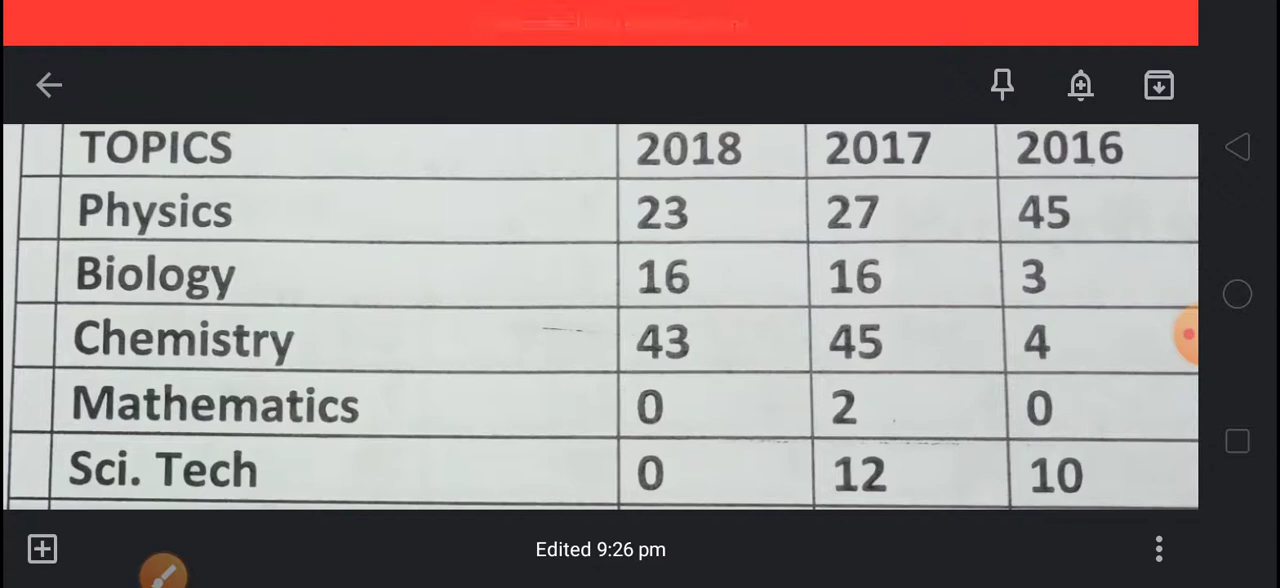 TOPICS 2018 2017 2016
Physics 23 27 45
Biology 16 16 3
Chemistry 43 45 4
Mathematics 0 2 0
Sci. Tech 0 12 10
Edited 9:26 pm